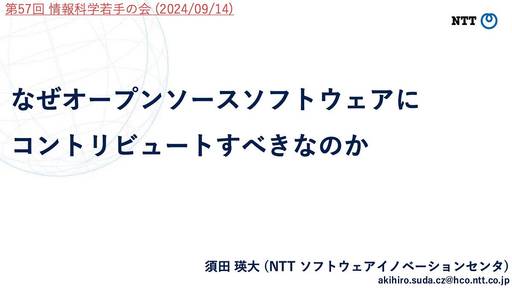 第57回 情報科学若手の会 (2024/09/14)
NTT
なぜオープンソースソフトウェアに
コントリビュートすべきなのか
須田 瑛大 (NTT ソフトウェアイノベーションセンタ)
akihiro.suda.cz@hco.ntt.co.jp